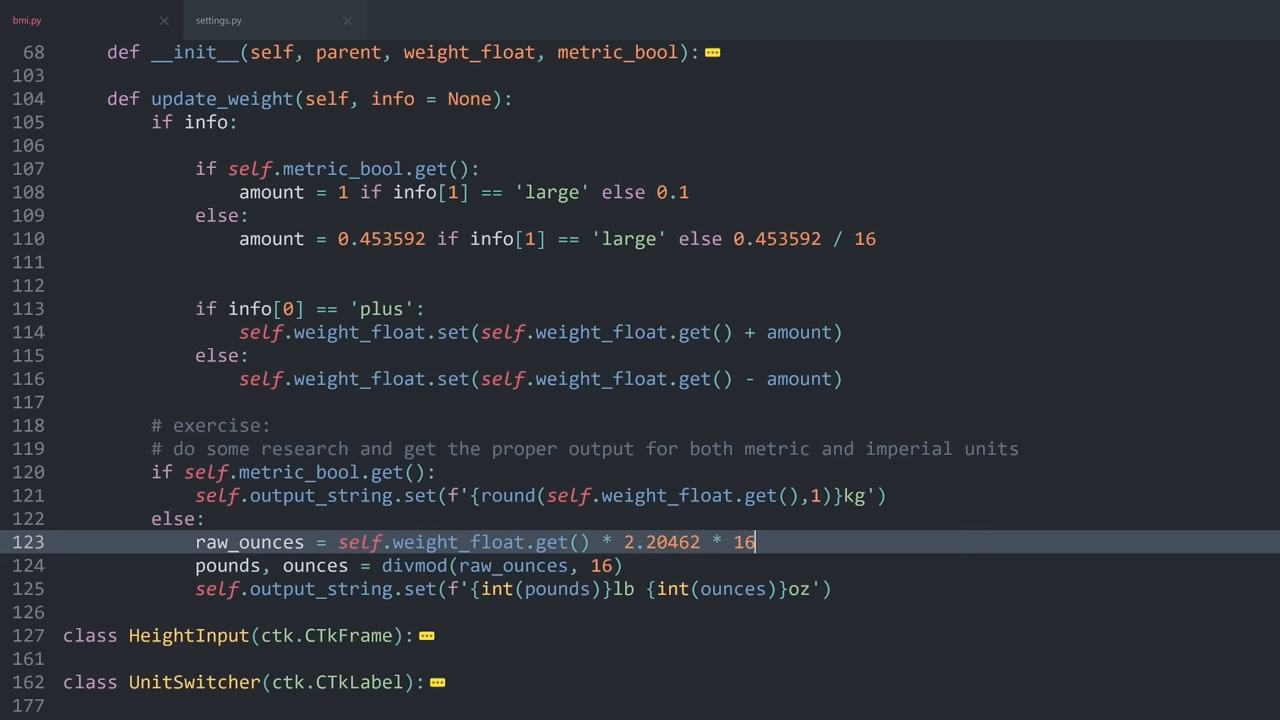 bmi.py × settings.py ×
68 def __init__(self, parent, weight_float, metric_bool):
103
104 def update_weight(self, info = None):
105 if info:
106
107 if self.metric_bool.get():
108 amount = 1 if info[1] == 'large' else 0.1
109 else:
110 amount = 0.453592 if info[1] == 'large' else 0.453592 / 16
111
112
113 if info[0] == 'plus':
114 self.weight_float.set(self.weight_float.get() + amount)
115 else:
116 self.weight_float.set(self.weight_float.get() - amount)
117
118 # exercise:
119 # do some research and get the proper output for both metric and imperial units
120 if self.metric_bool.get():
121 self.output_string.set(f'{round(self.weight_float.get(),1)}kg')
122 else:
123 raw_ounces = self.weight_float.get() * 2.20462 * 16
124 pounds, ounces = divmod(raw_ounces, 16)
125 self.output_string.set(f'{int(pounds)}lb {int(ounces)}oz')
126
127 class HeightInput(ctk.CTkFrame):
161
162 class UnitSwitcher(ctk.CTkLabel):
177